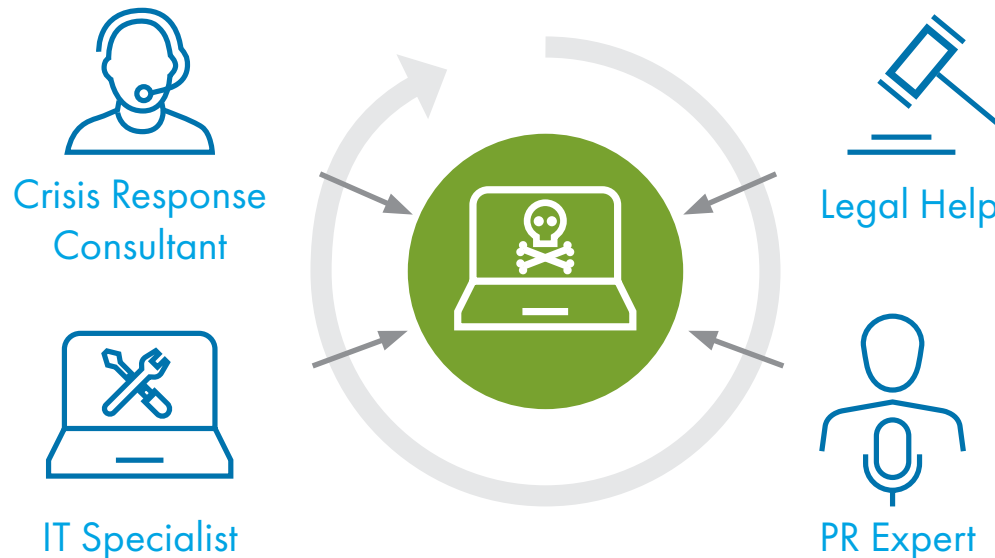 Crisis Response
Consultant
Legal Help
IT Specialist
PR Expert